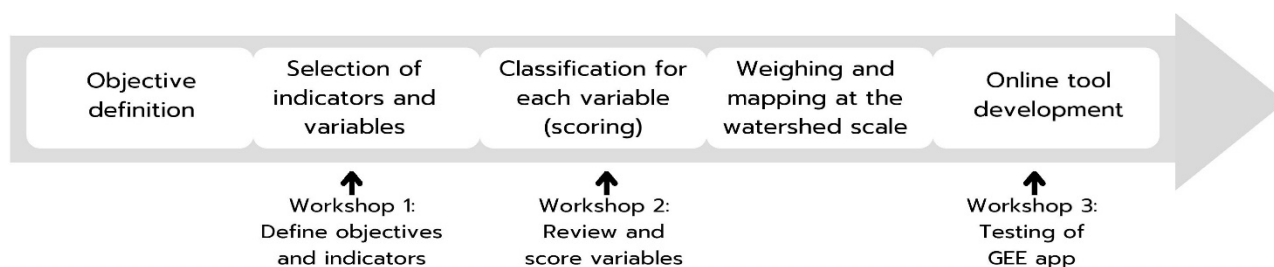 Objective
definition
Selection of
indicators and
variables
Classification for
each variable
(scoring)
Weighing and
mapping at the
watershed scale
Online tool
development
Workshop 1:
Define objectives
and indicators
Workshop 2:
Review and
score variables
Workshop 3:
Testing of
GEE app